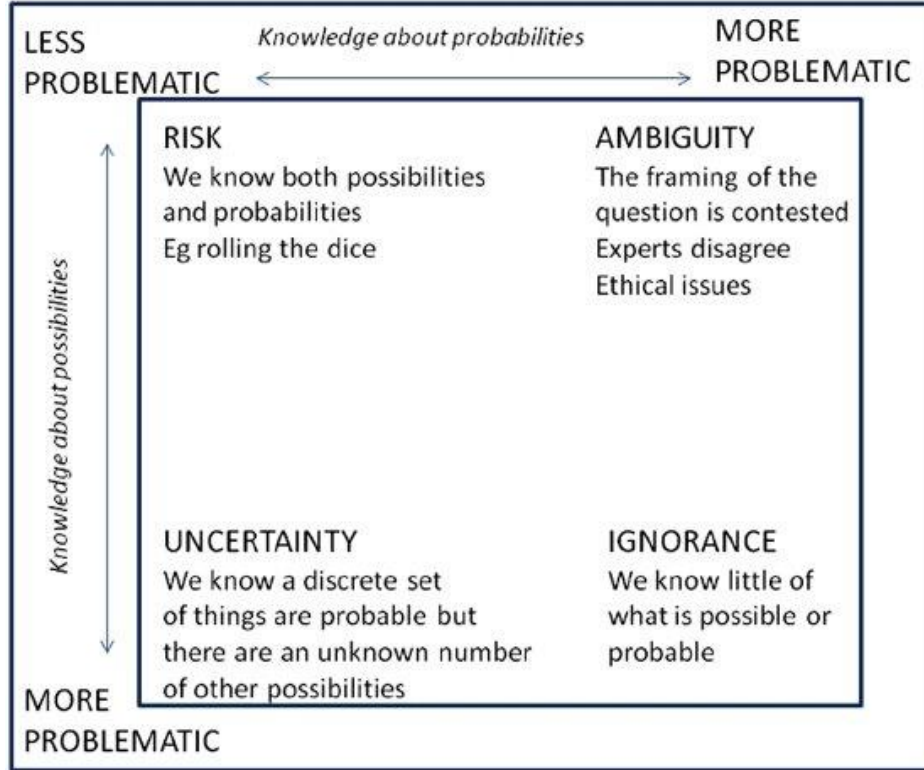 LESS
PROBLEMATIC
Knowledge about probabilities
MORE
PROBLEMATIC
Knowledge about possibilities
RISK
We know both possibilities
and probabilities
Eg rolling the dice
AMBIGUITY
The framing of the
question is contested
Experts disagree
Ethical issues
UNCERTAINTY
We know a discrete set
of things are probable but
there are an unknown number
of other possibilities
IGNORANCE
We know little of
what is possible or
probable
MORE
PROBLEMATIC